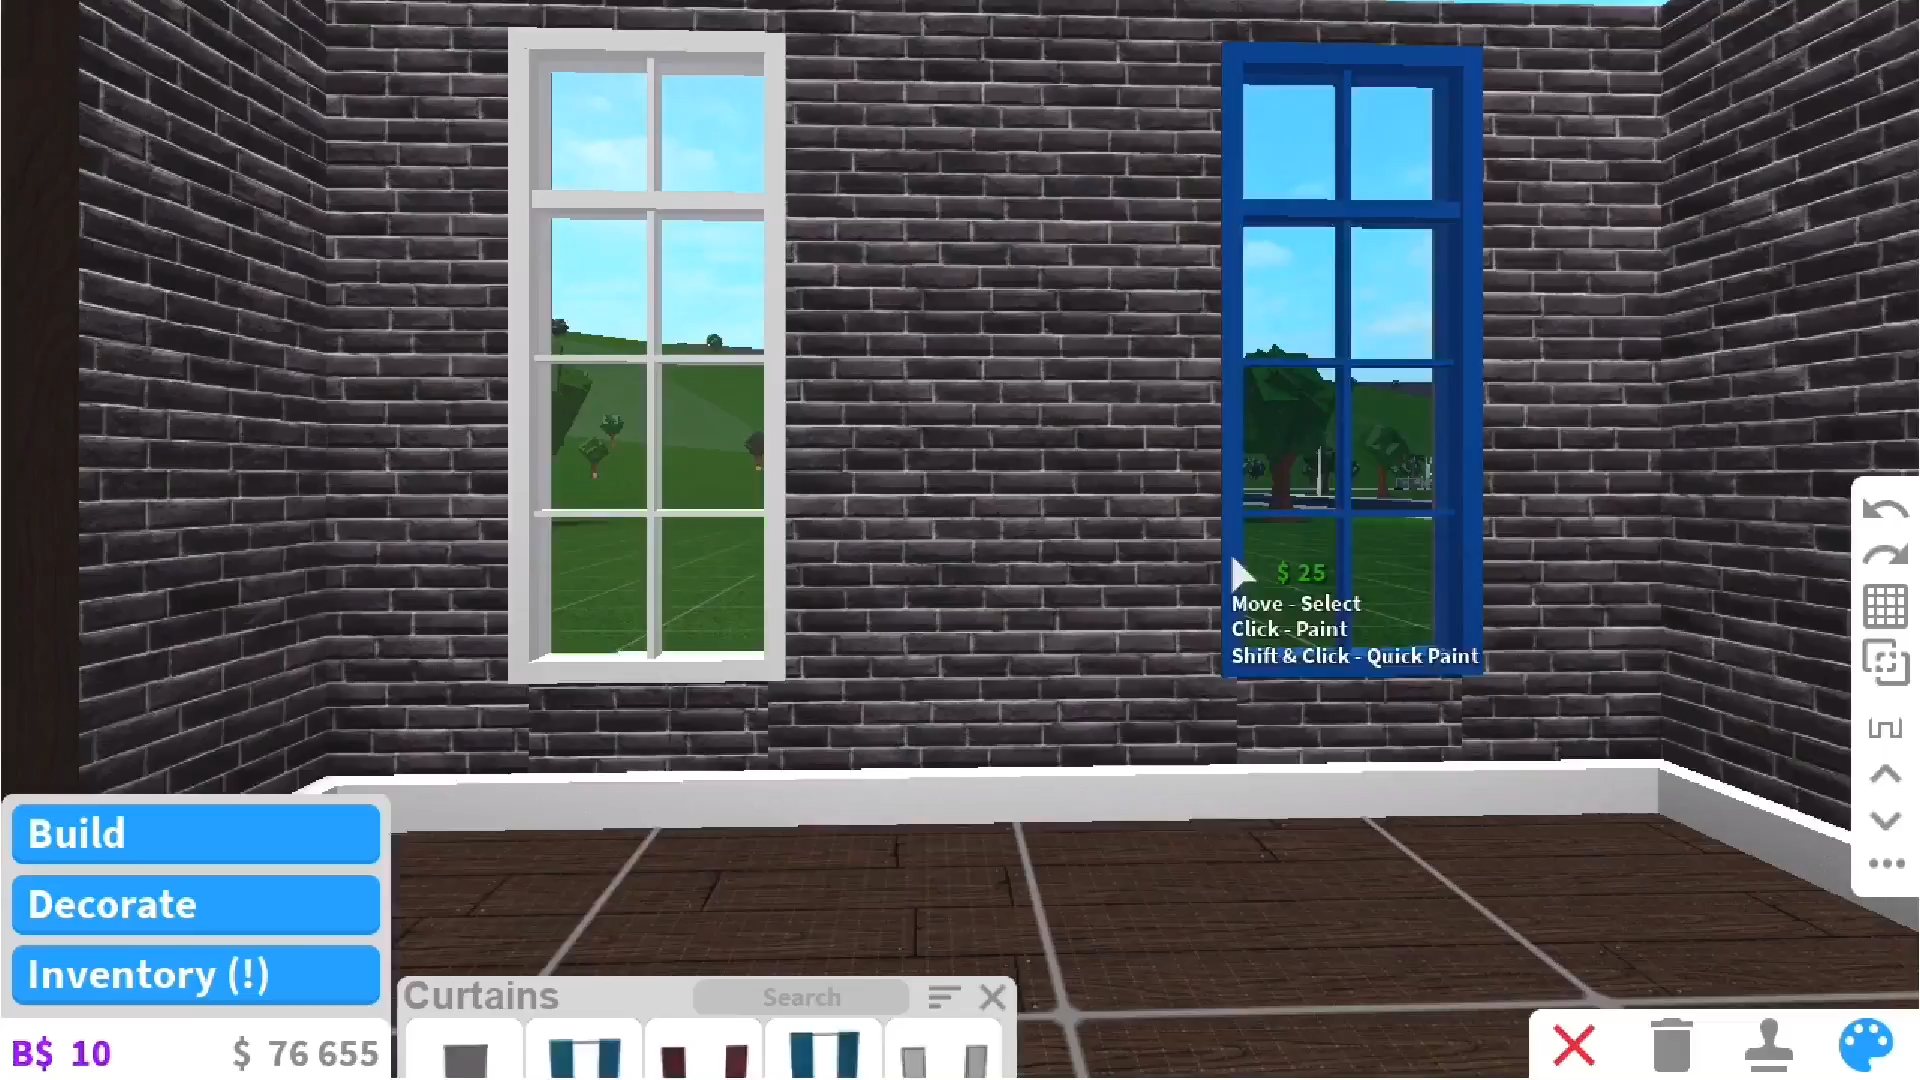 $ 25
Move - Select
Click - Paint
Shift & Click - Quick Paint
Build
Decorate
Inventory (!)
Curtains
Search
B$ 10
$ 76 655